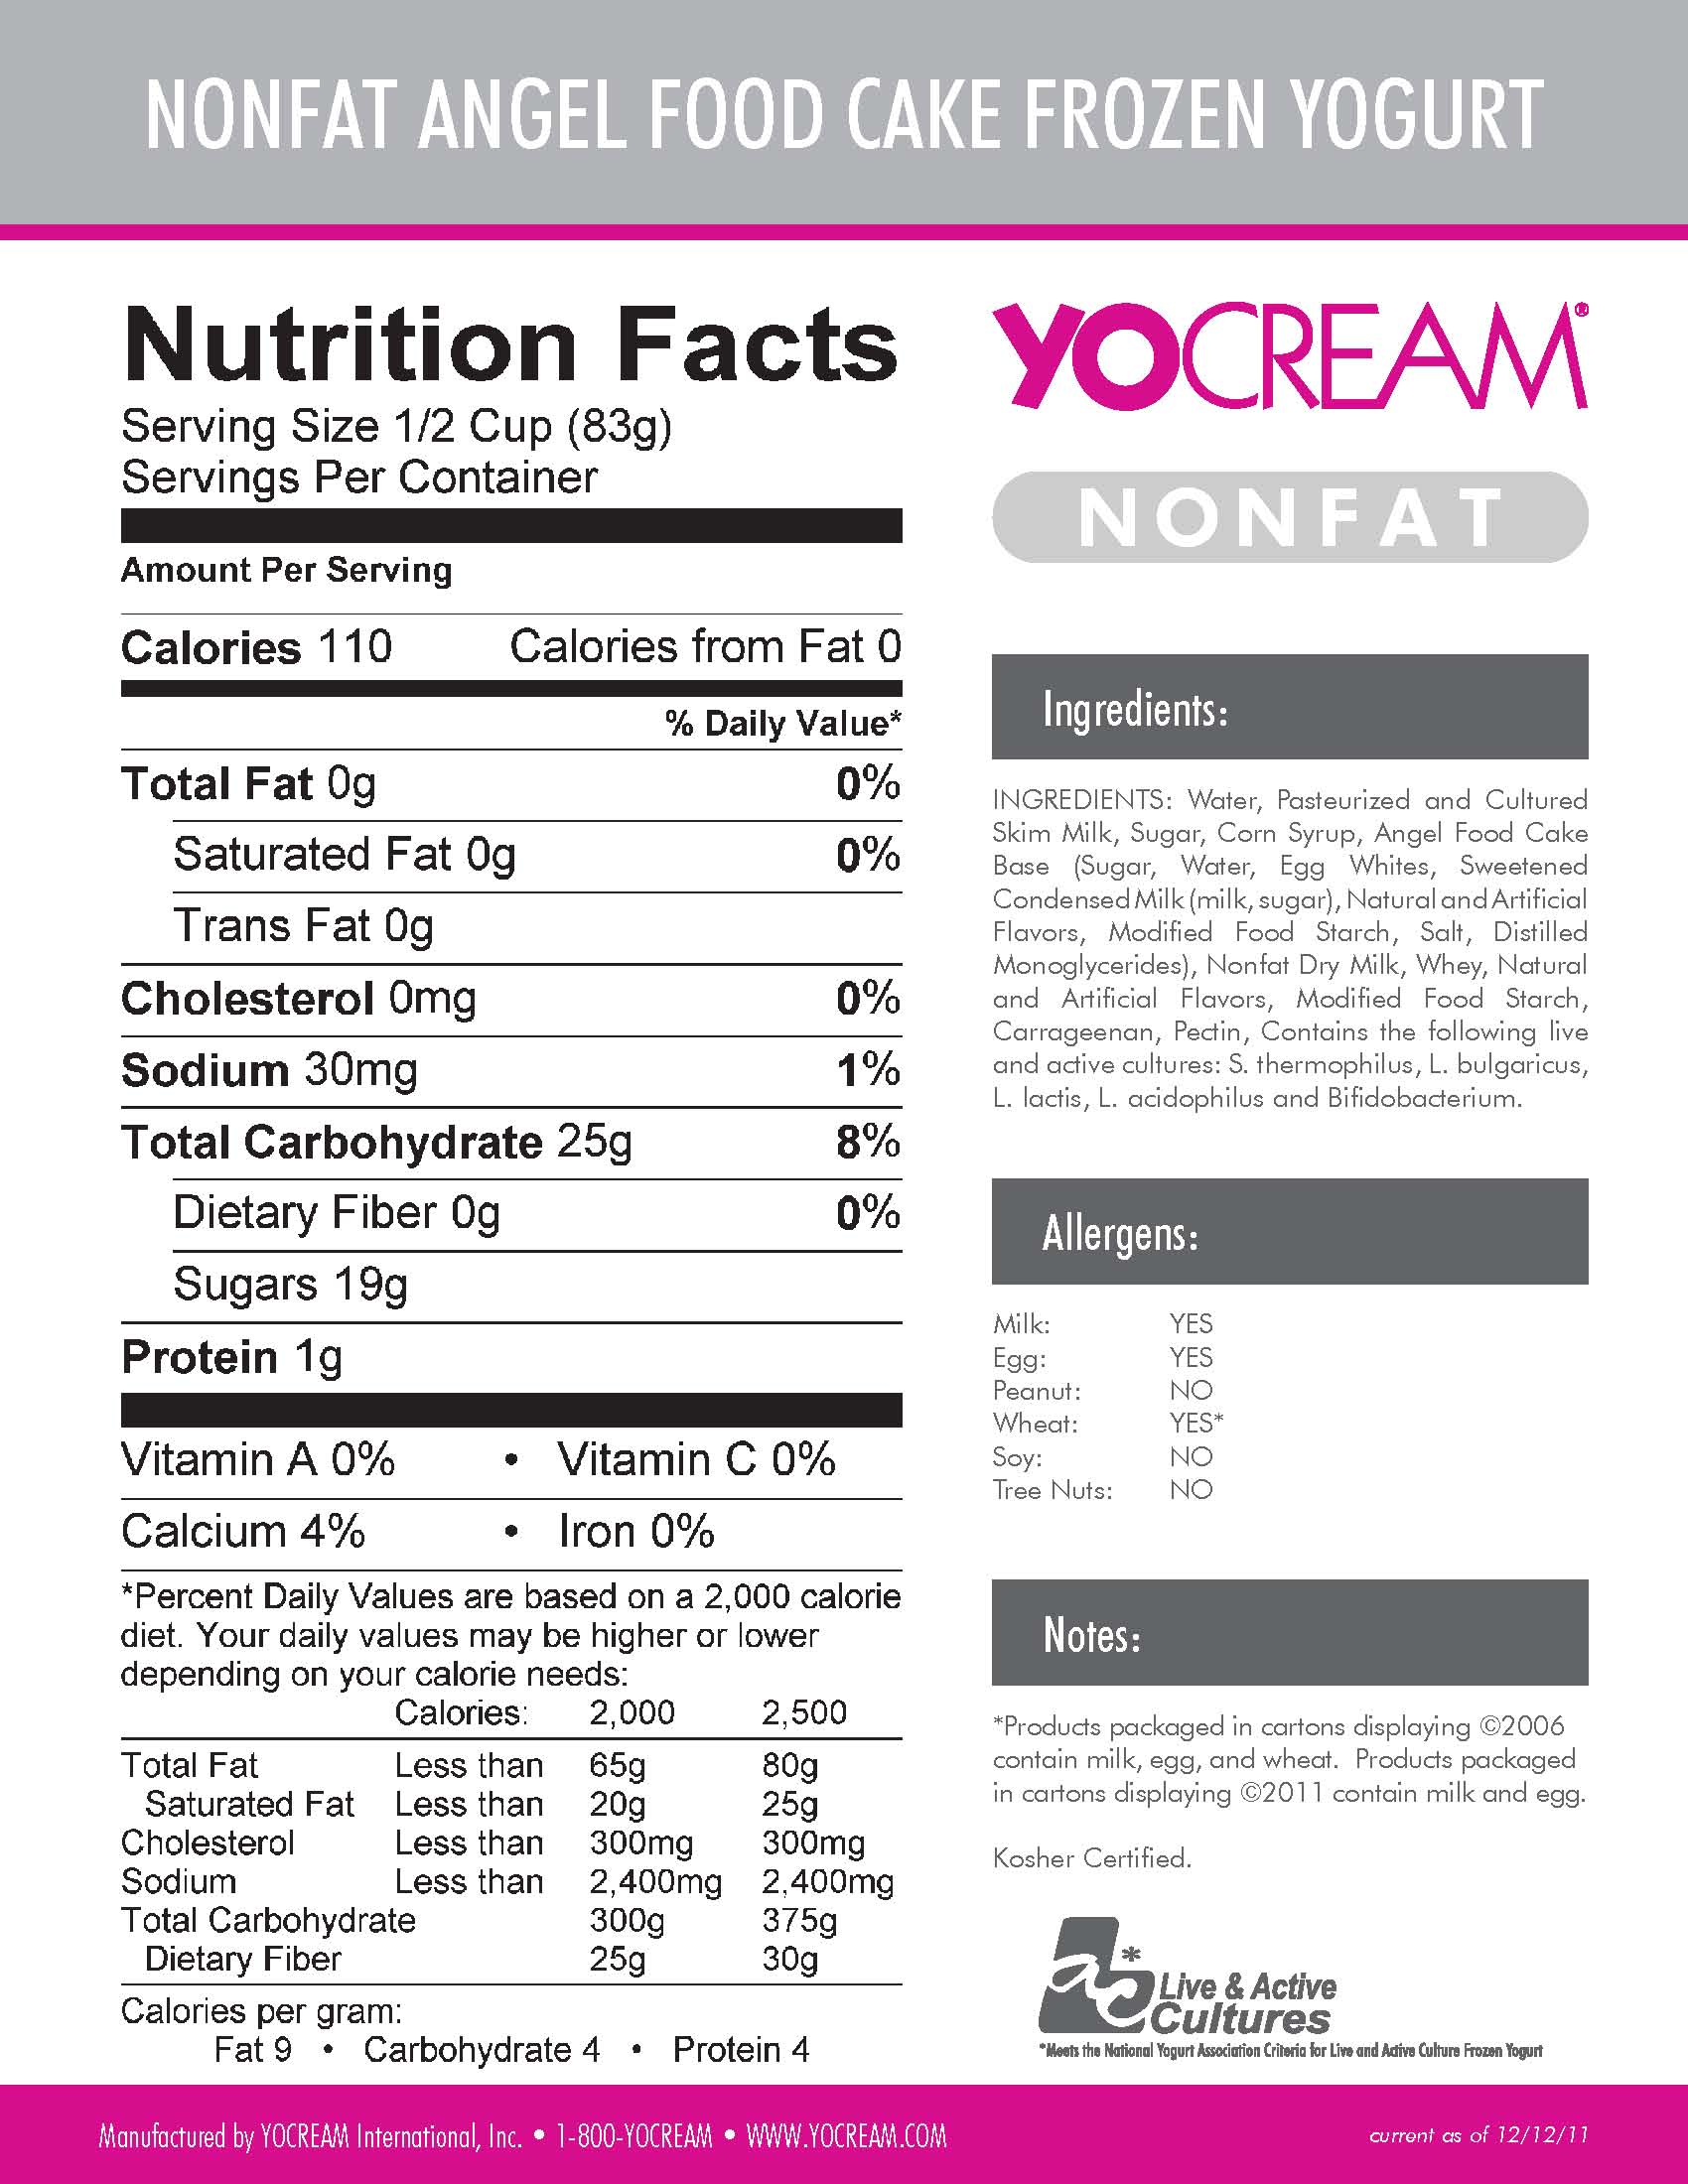 NONFAT ANGEL FOOD CAKE FROZEN YOGURT
Nutrition Facts
Serving Size 1/2 Cup (83g)
Servings Per Container
Amount Per Serving
Calories 110 Calories from Fat 0
% Daily Value*
Total Fat 0g 0%
Saturated Fat 0g 0%
Trans Fat 0g
Cholesterol 0mg 0%
Sodium 30mg 1%
Total Carbohydrate 25g 8%
Dietary Fiber 0g 0%
Sugars 19g
Protein 1g
Vitamin A 0% • Vitamin C 0%
Calcium 4% • Iron 0%
*Percent Daily Values are based on a 2,000 calorie
diet. Your daily values may be higher or lower
depending on your calorie needs:
Calories: 2,000 2,500
Total Fat Less than 65g 80g
Saturated Fat Less than 20g 25g
Cholesterol Less than 300mg 300mg
Sodium Less than 2,400mg 2,400mg
Total Carbohydrate 300g 375g
Dietary Fiber 25g 30g
Calories per gram:
Fat 9 • Carbohydrate 4 • Protein 4
YOCREAM®
NONFAT
Ingredients:
INGREDIENTS: Water, Pasteurized and Cultured
Skim Milk, Sugar, Corn Syrup, Angel Food Cake
Base (Sugar, Water, Egg Whites, Sweetened
Condensed Milk (milk, sugar), Natural and Artificial
Flavors, Modified Food Starch, Salt, Distilled
Monoglycerides), Nonfat Dry Milk, Whey, Natural
and Artificial Flavors, Modified Food Starch,
Carrageenan, Pectin, Contains the following live
and active cultures: S. thermophilus, L. bulgaricus,
L. lactis, L. acidophilus and Bifidobacterium.
Allergens:
Milk: YES
Egg: YES
Peanut: NO
Wheat: YES*
Soy: NO
Tree Nuts: NO
Notes:
*Products packaged in cartons displaying ©2006
contain milk, egg, and wheat. Products packaged
in cartons displaying ©2011 contain milk and egg.
Kosher Certified.
ac*
Live & Active
Cultures
*Meets the National Yogurt Association Criteria for Live and Active Culture Frozen Yogurt
Manufactured by YOCREAM International, Inc. • 1-800-YOCREAM • WWW.YOCREAM.COM
current as of 12/12/11